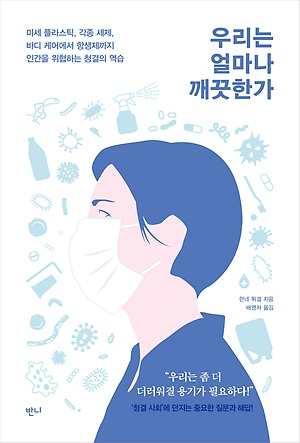 미세 플라스틱, 각종 세제,
바디 케어에서 항생제까지
인간을 위협하는 청결의 역습
우리는
얼마나
깨끗한가
한네 튀겔 지음
배명자 옮김
“우리는 좀 더
더러워질 용기가 필요하다!”
‘청결 사회’에 던지는 중요한 질문과 해답!
반니